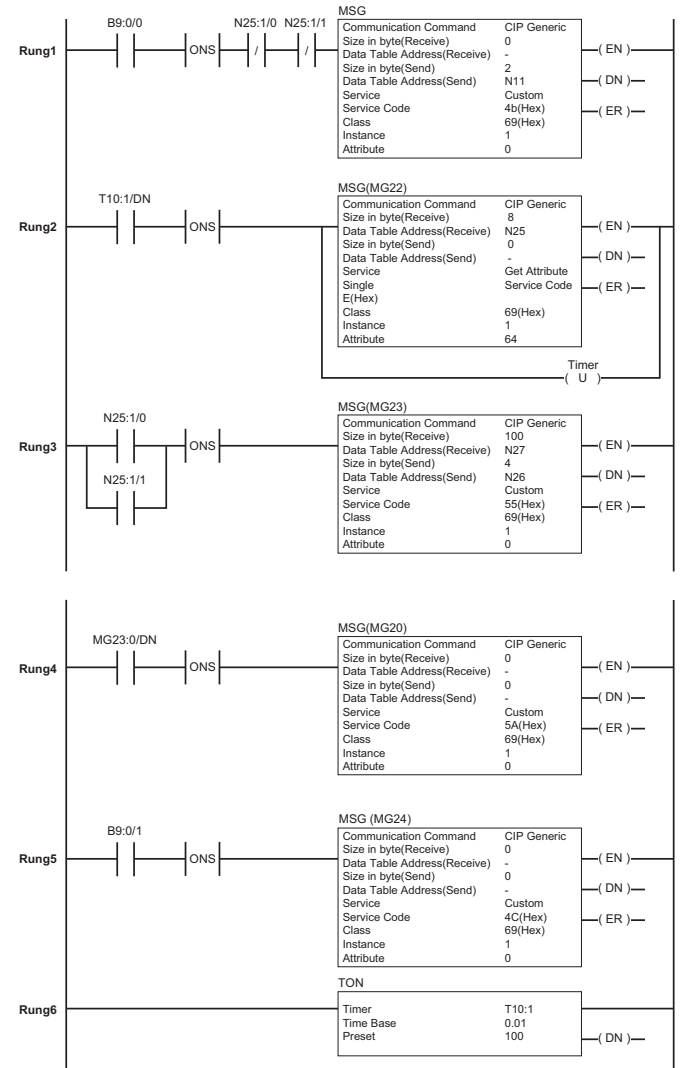 MSG
B9:0/0 N25:1/0 N25:1/1
Rung1 ONS / /
Communication Command CIP Generic
Size in byte(Receive) 0
Data Table Address(Receive) -
Size in byte(Send) 2
Data Table Address(Send) N11
Service Custom
Service Code 4b(Hex)
Class 69(Hex)
Instance 1
Attribute 0
( EN )
( DN )
( ER )
MSG(MG22)
T10:1/DN
Rung2 ONS
Communication Command CIP Generic
Size in byte(Receive) 8
Data Table Address(Receive) N25
Size in byte(Send) 0
Data Table Address(Send) -
Service Get Attribute
Single Service Code
E(Hex)
Class 69(Hex)
Instance 1
Attribute 64
( EN )
( DN )
( ER )
Timer
( U )
MSG(MG23)
N25:1/0
Rung3 ONS
N25:1/1
Communication Command CIP Generic
Size in byte(Receive) 100
Data Table Address(Receive) N27
Size in byte(Send) 4
Data Table Address(Send) N26
Service Custom
Service Code 55(Hex)
Class 69(Hex)
Instance 1
Attribute 0
( EN )
( DN )
( ER )
MSG(MG20)
MG23:0/DN
Rung4 ONS
Communication Command CIP Generic
Size in byte(Receive) 0
Data Table Address(Receive) -
Size in byte(Send) 0
Data Table Address(Send) -
Service Custom
Service Code 5A(Hex)
Class 69(Hex)
Instance 1
Attribute 0
( EN )
( DN )
( ER )
MSG (MG24)
B9:0/1
Rung5 ONS
Communication Command CIP Generic
Size in byte(Receive) 0
Data Table Address(Receive) -
Size in byte(Send) 0
Data Table Address(Send) -
Service Custom
Service Code 4C(Hex)
Class 69(Hex)
Instance 1
Attribute 0
( EN )
( DN )
( ER )
TON
Rung6
Timer T10:1
Time Base 0.01
Preset 100
( DN )